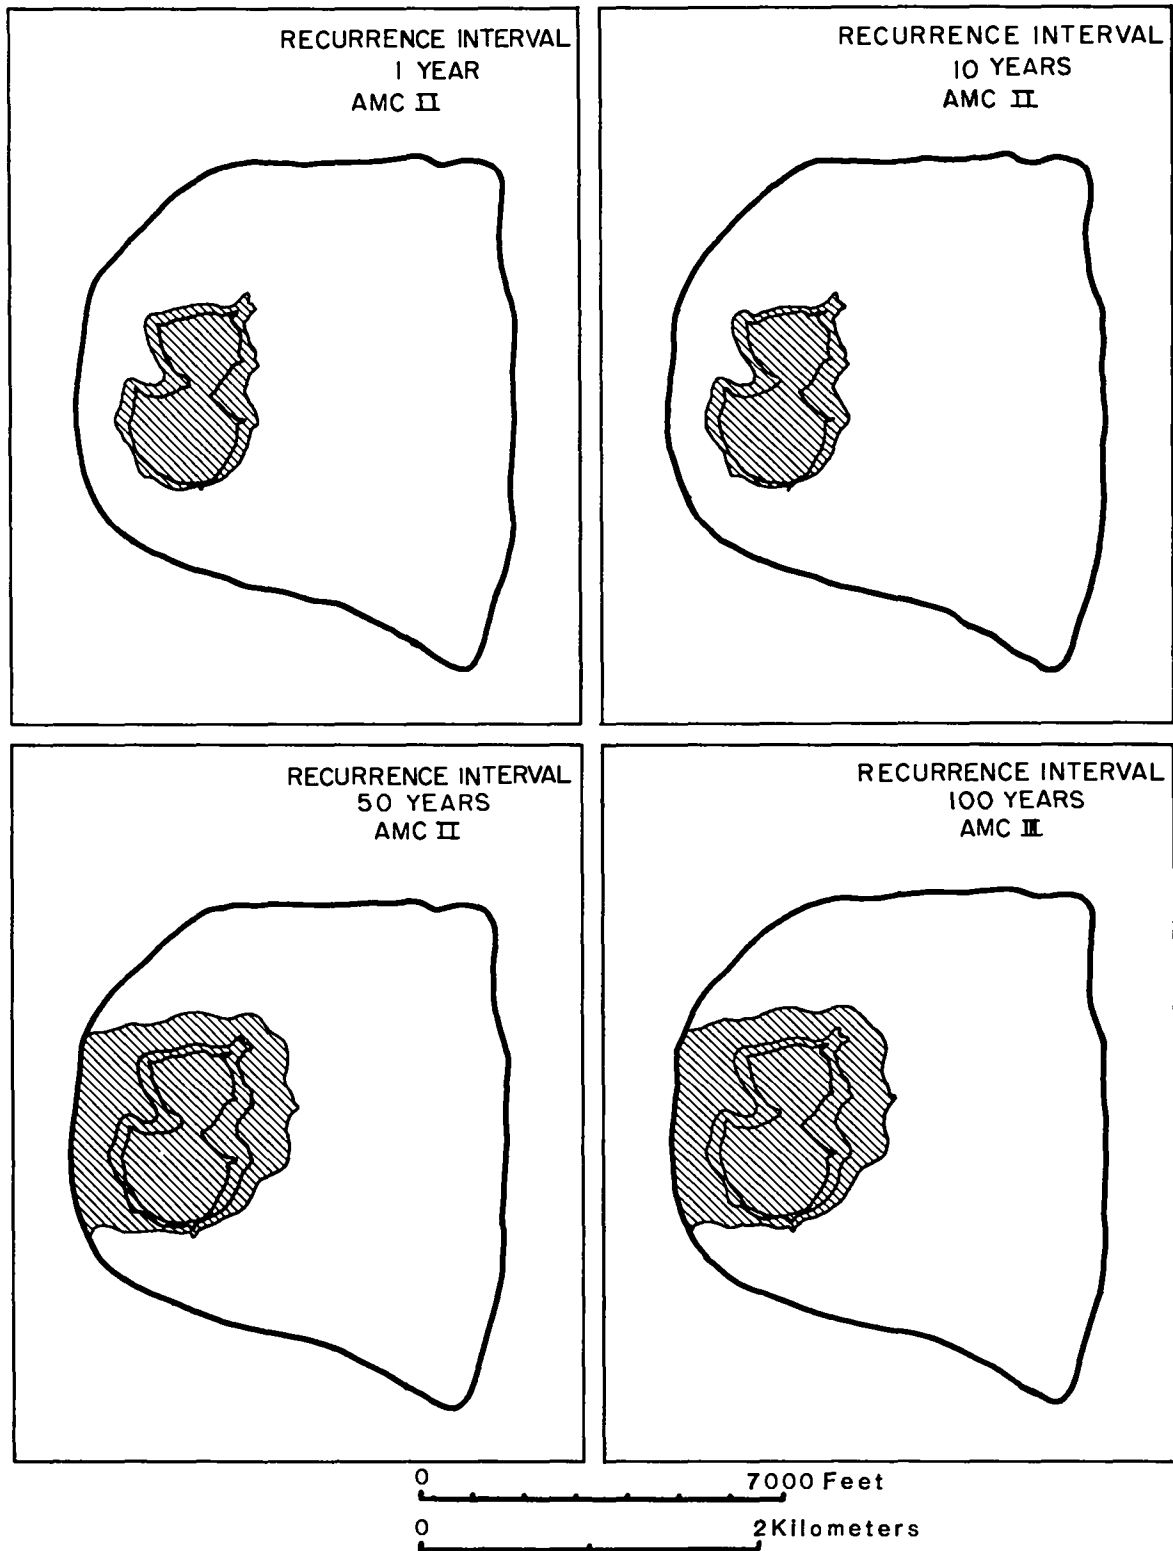 RECURRENCE INTERVAL
1 YEAR
AMC II
RECURRENCE INTERVAL
10 YEARS
AMC II
RECURRENCE INTERVAL
50 YEARS
AMC II
RECURRENCE INTERVAL
100 YEARS
AMC III
0 7000 Feet
0 2 Kilometers